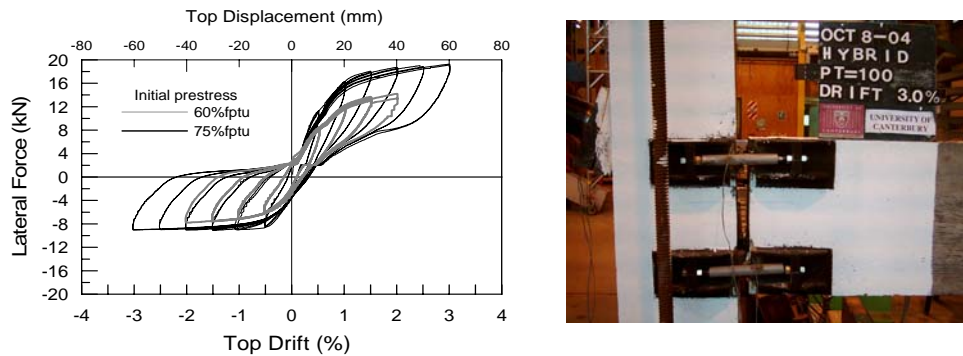 Top Displacement (mm)
-80 -60 -40 -20 0 20 40 60 80
20
16
12
8
4
0
-4
-8
-12
-16
-20
Lateral Force (kN)
Initial prestress
60%fptu
75%fptu
-4 -3 -2 -1 0 1 2 3 4
Top Drift (%)
OCT 8-04
HYBRID
PT=100
DRIFT 3.0%
UNIVERSITY OF
CANTERBURY